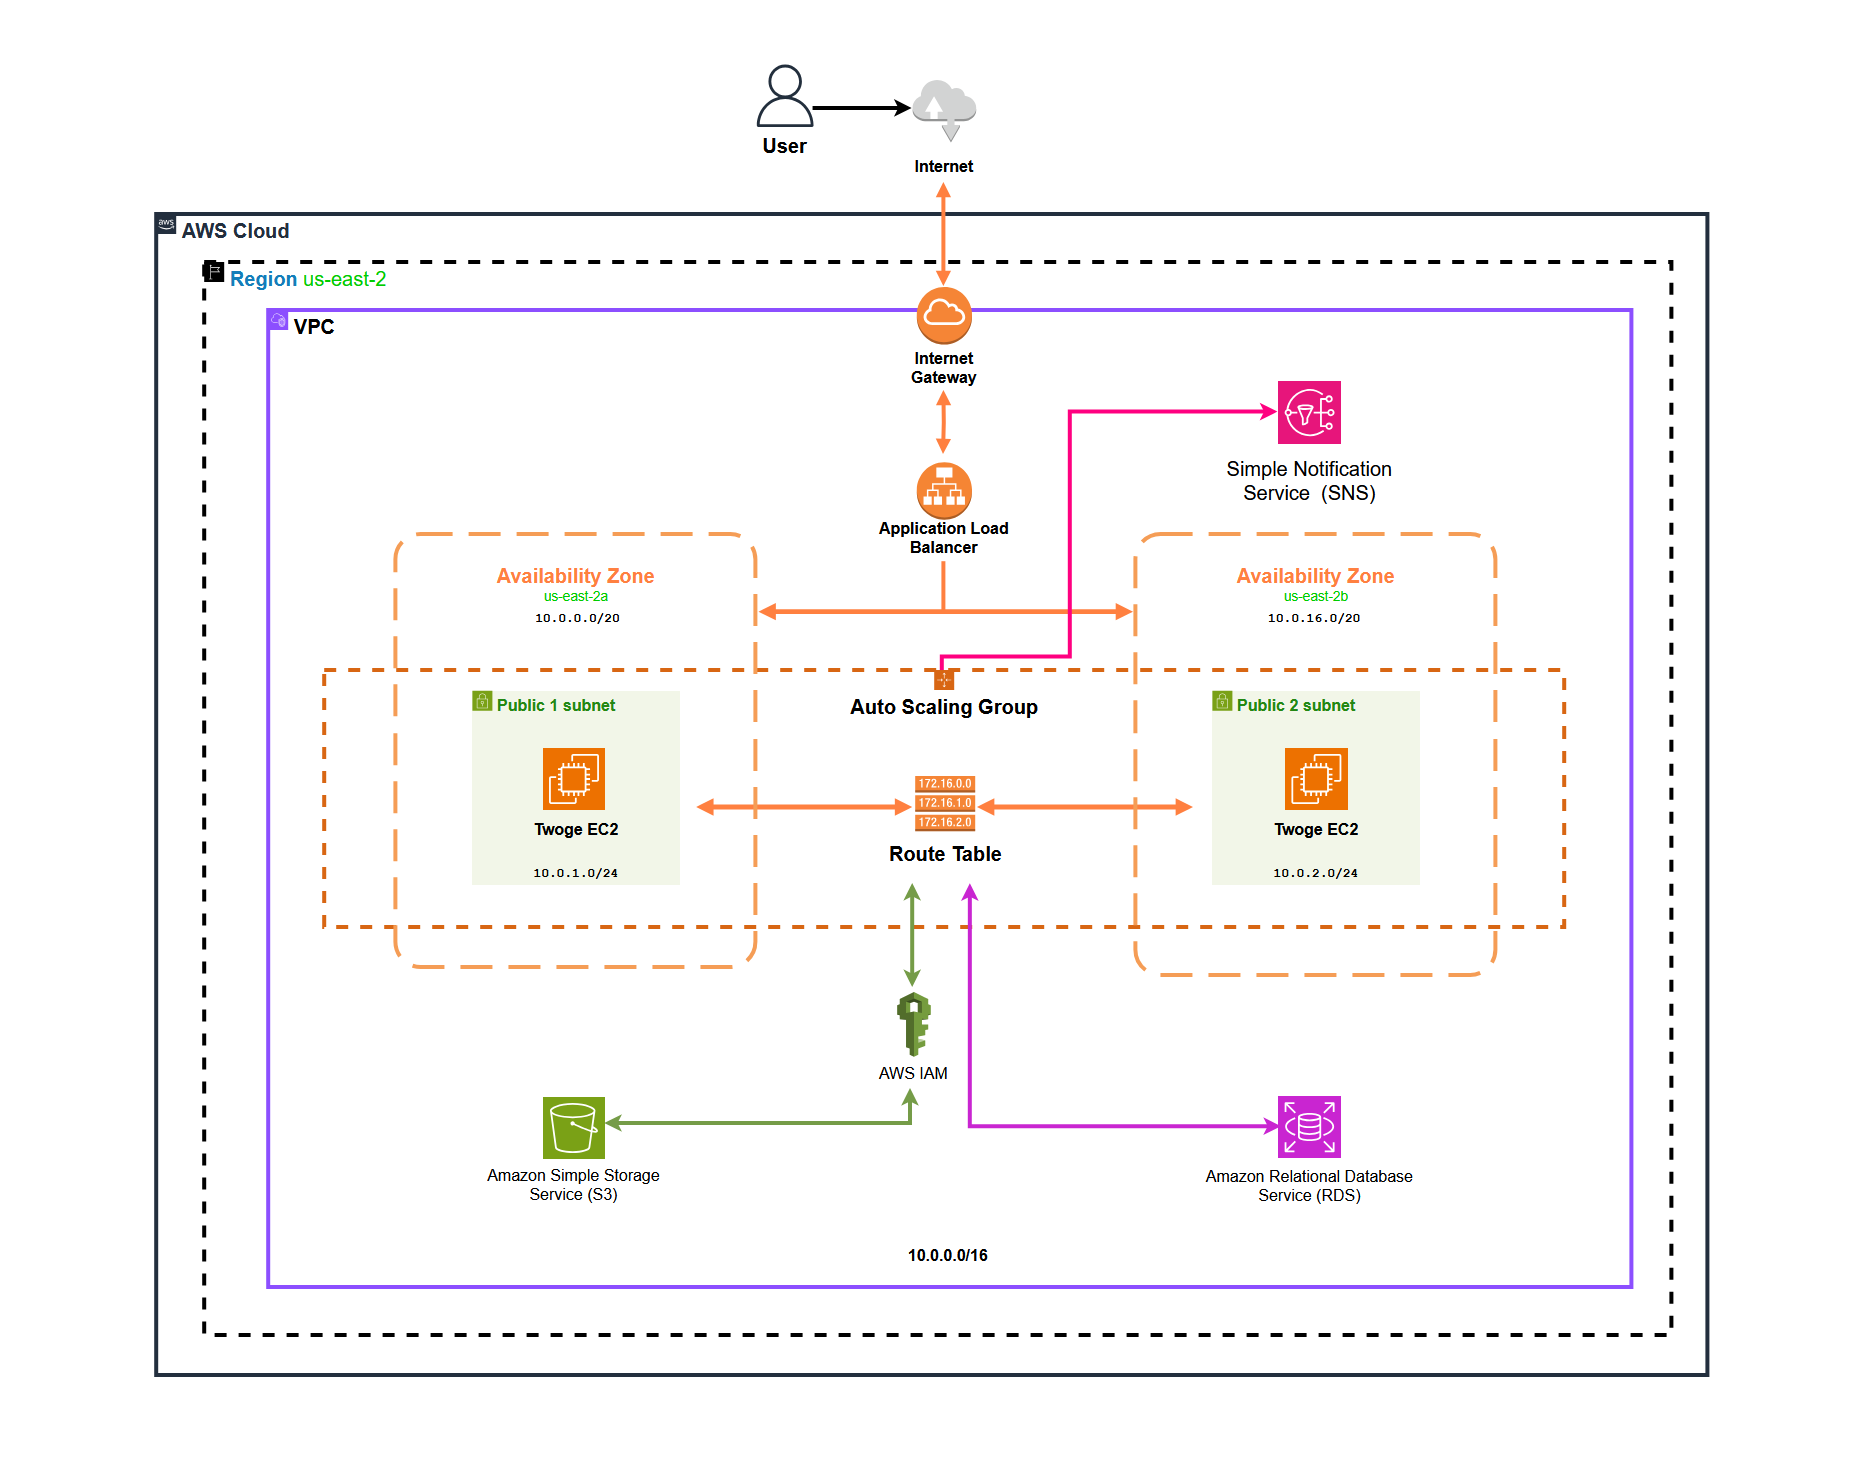 User
Internet
aws
AWS Cloud
Region us-east-2
VPC
Internet
Gateway
Simple Notification
Service (SNS)
Application Load
Balancer
Availability Zone
us-east-2a
10.0.0.0/20
Availability Zone
us-east-2b
10.0.16.0/20
Auto Scaling Group
Public 1 subnet
Twoge EC2
10.0.1.0/24
172.16.0.0
172.16.1.0
172.16.2.0
Route Table
Public 2 subnet
Twoge EC2
10.0.2.0/24
AWS IAM
Amazon Simple Storage
Service (S3)
Amazon Relational Database
Service (RDS)
10.0.0.0/16